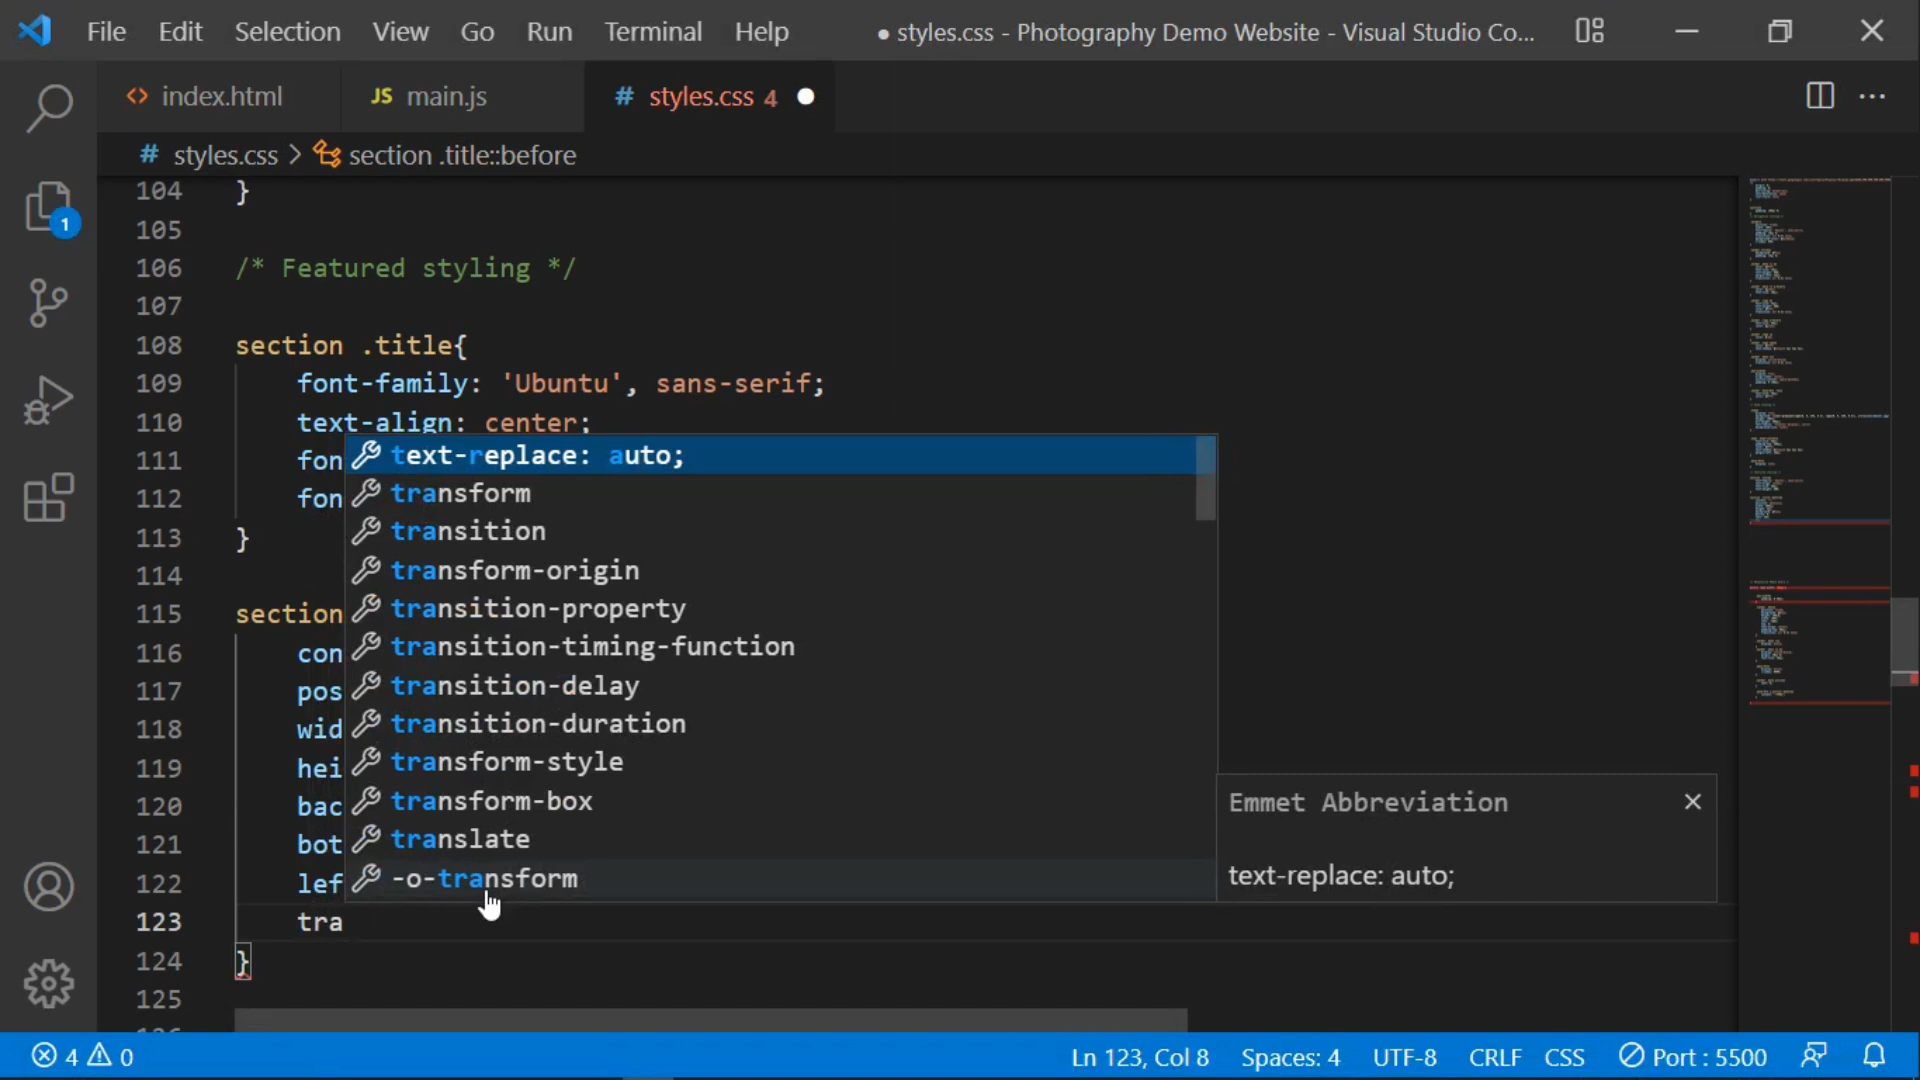 File Edit Selection View Go Run Terminal Help ● styles.css - Photography Demo Website - Visual Studio Co...
<> index.html JS main.js # styles.css 4 ●
# styles.css > section .title::before
1
104 }
105
106 /* Featured styling */
107
108 section .title{
109 font-family: 'Ubuntu', sans-serif;
110 text-align: center;
111 fon
112 fon
113 }
114
115 section
116 con
117 pos
118 wid
119 hei
120 bac
121 bot
122 lef
123 tra
124 }
125
text-replace: auto;
transform
transition
transform-origin
transition-property
transition-timing-function
transition-delay
transition-duration
transform-style
transform-box
translate
-o-transform
Emmet Abbreviation ×
text-replace: auto;
4 0 Ln 123, Col 8 Spaces: 4 UTF-8 CRLF CSS Port : 5500